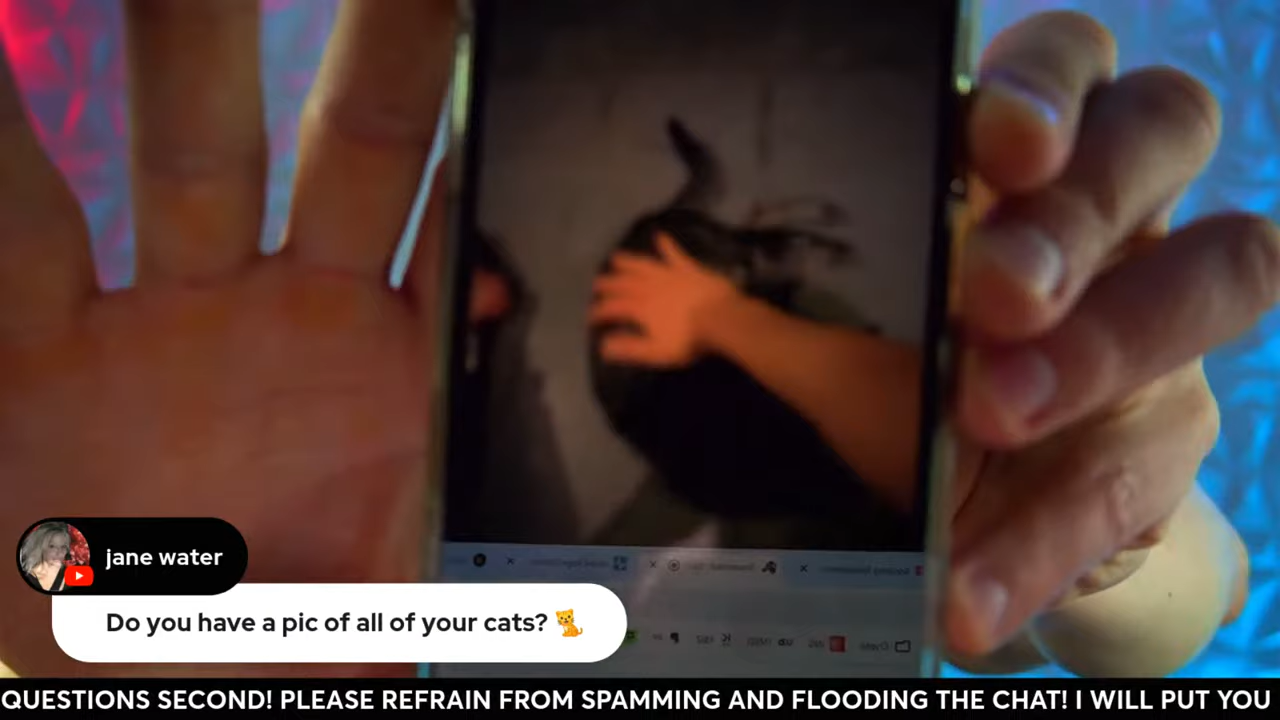 jane water
Do you have a pic of all of your cats? 🐈
QUESTIONS SECOND! PLEASE REFRAIN FROM SPAMMING AND FLOODING THE CHAT! I WILL PUT YOU